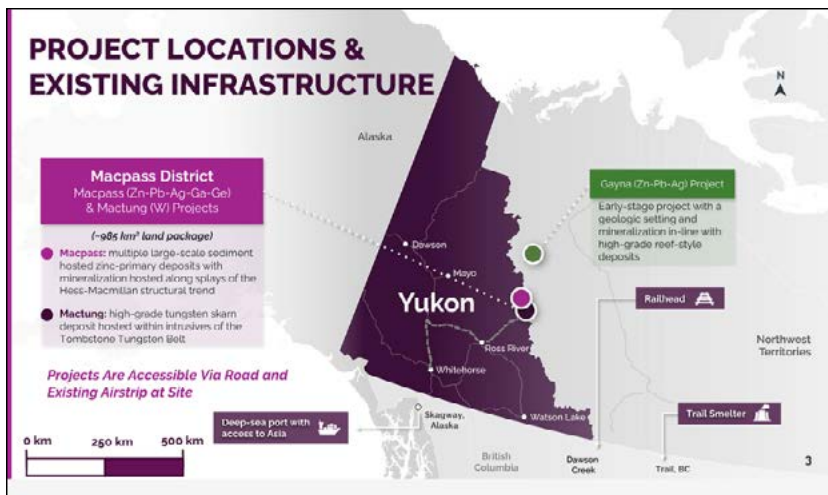 PROJECT LOCATIONS &
EXISTING INFRASTRUCTURE
N
Alaska
Macpass District
Macpass (Zn-Pb-Ag-Ga-Ge)
& Mactung (W) Projects
(~985 km² land package)
Macpass: multiple large-scale sediment
hosted zinc-primary deposits with
mineralization hosted along splays of the
Hess-Macmillan structural trend
Mactung: high-grade tungsten skarn
deposit hosted within intrusives of the
Tombstone Tungsten Belt
Projects Are Accessible Via Road and
Existing Airstrip at Site
Gayna (Zn-Pb-Ag) Project
Early-stage project with a
geologic setting and
mineralization in-line with
high-grade reef-style
deposits
Dawson
Mayo
Yukon
Ross River
Whitehorse
Watson Lake
Railhead
Northwest
Territories
Deep-sea port with
access to Asia
Skagway,
Alaska
Trail Smelter
British
Columbia
Dawson
Creek
Trail, BC
0 km 250 km 500 km
3